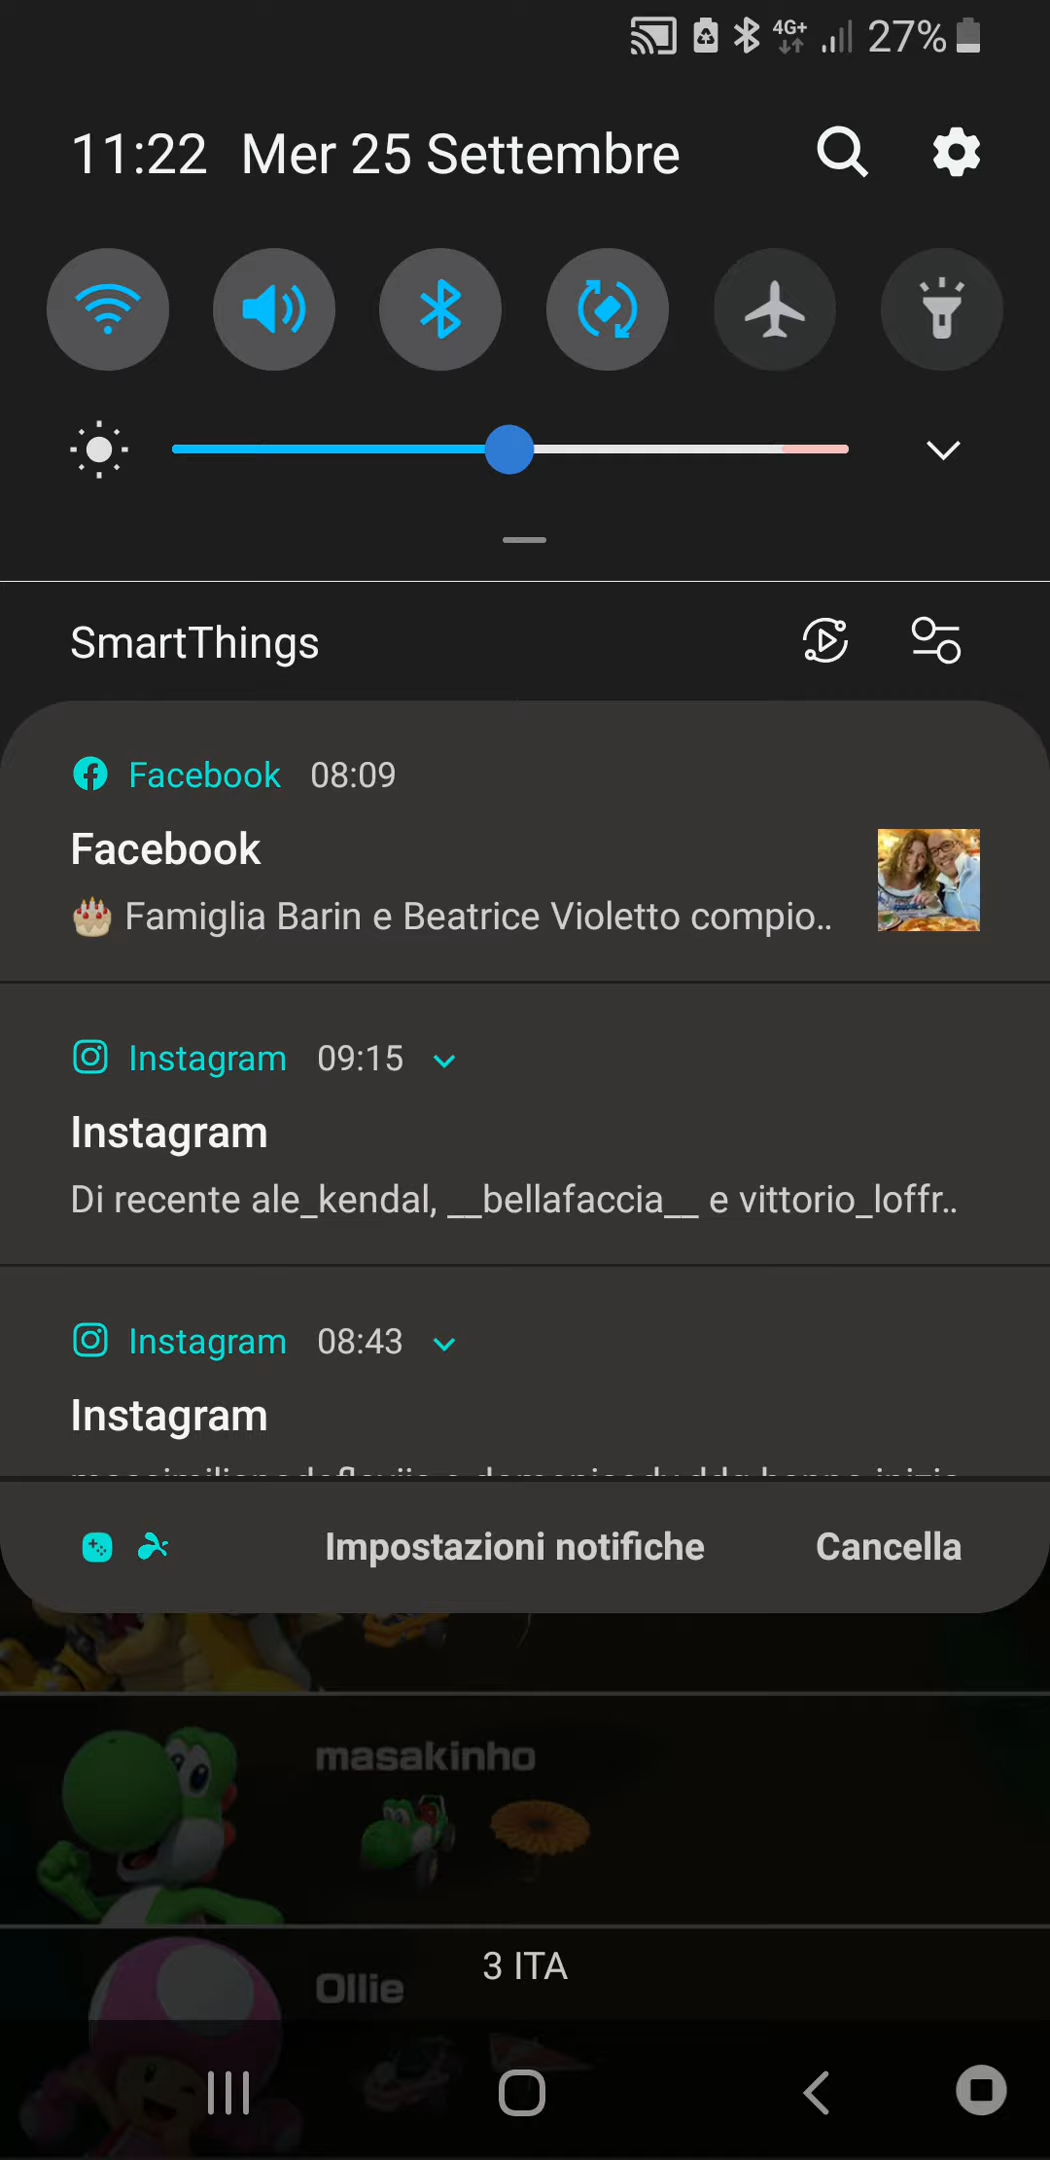 4G+ 27%
11:22 Mer 25 Settembre
SmartThings
Facebook 08:09
Facebook
🎂 Famiglia Barin e Beatrice Violetto compio..
Instagram 09:15
Instagram
Di recente ale_kendal, __bellafaccia__ e vittorio_loffr..
Instagram 08:43
Instagram
Impostazioni notifiche Cancella
masakinho
3 ITA
Ollie